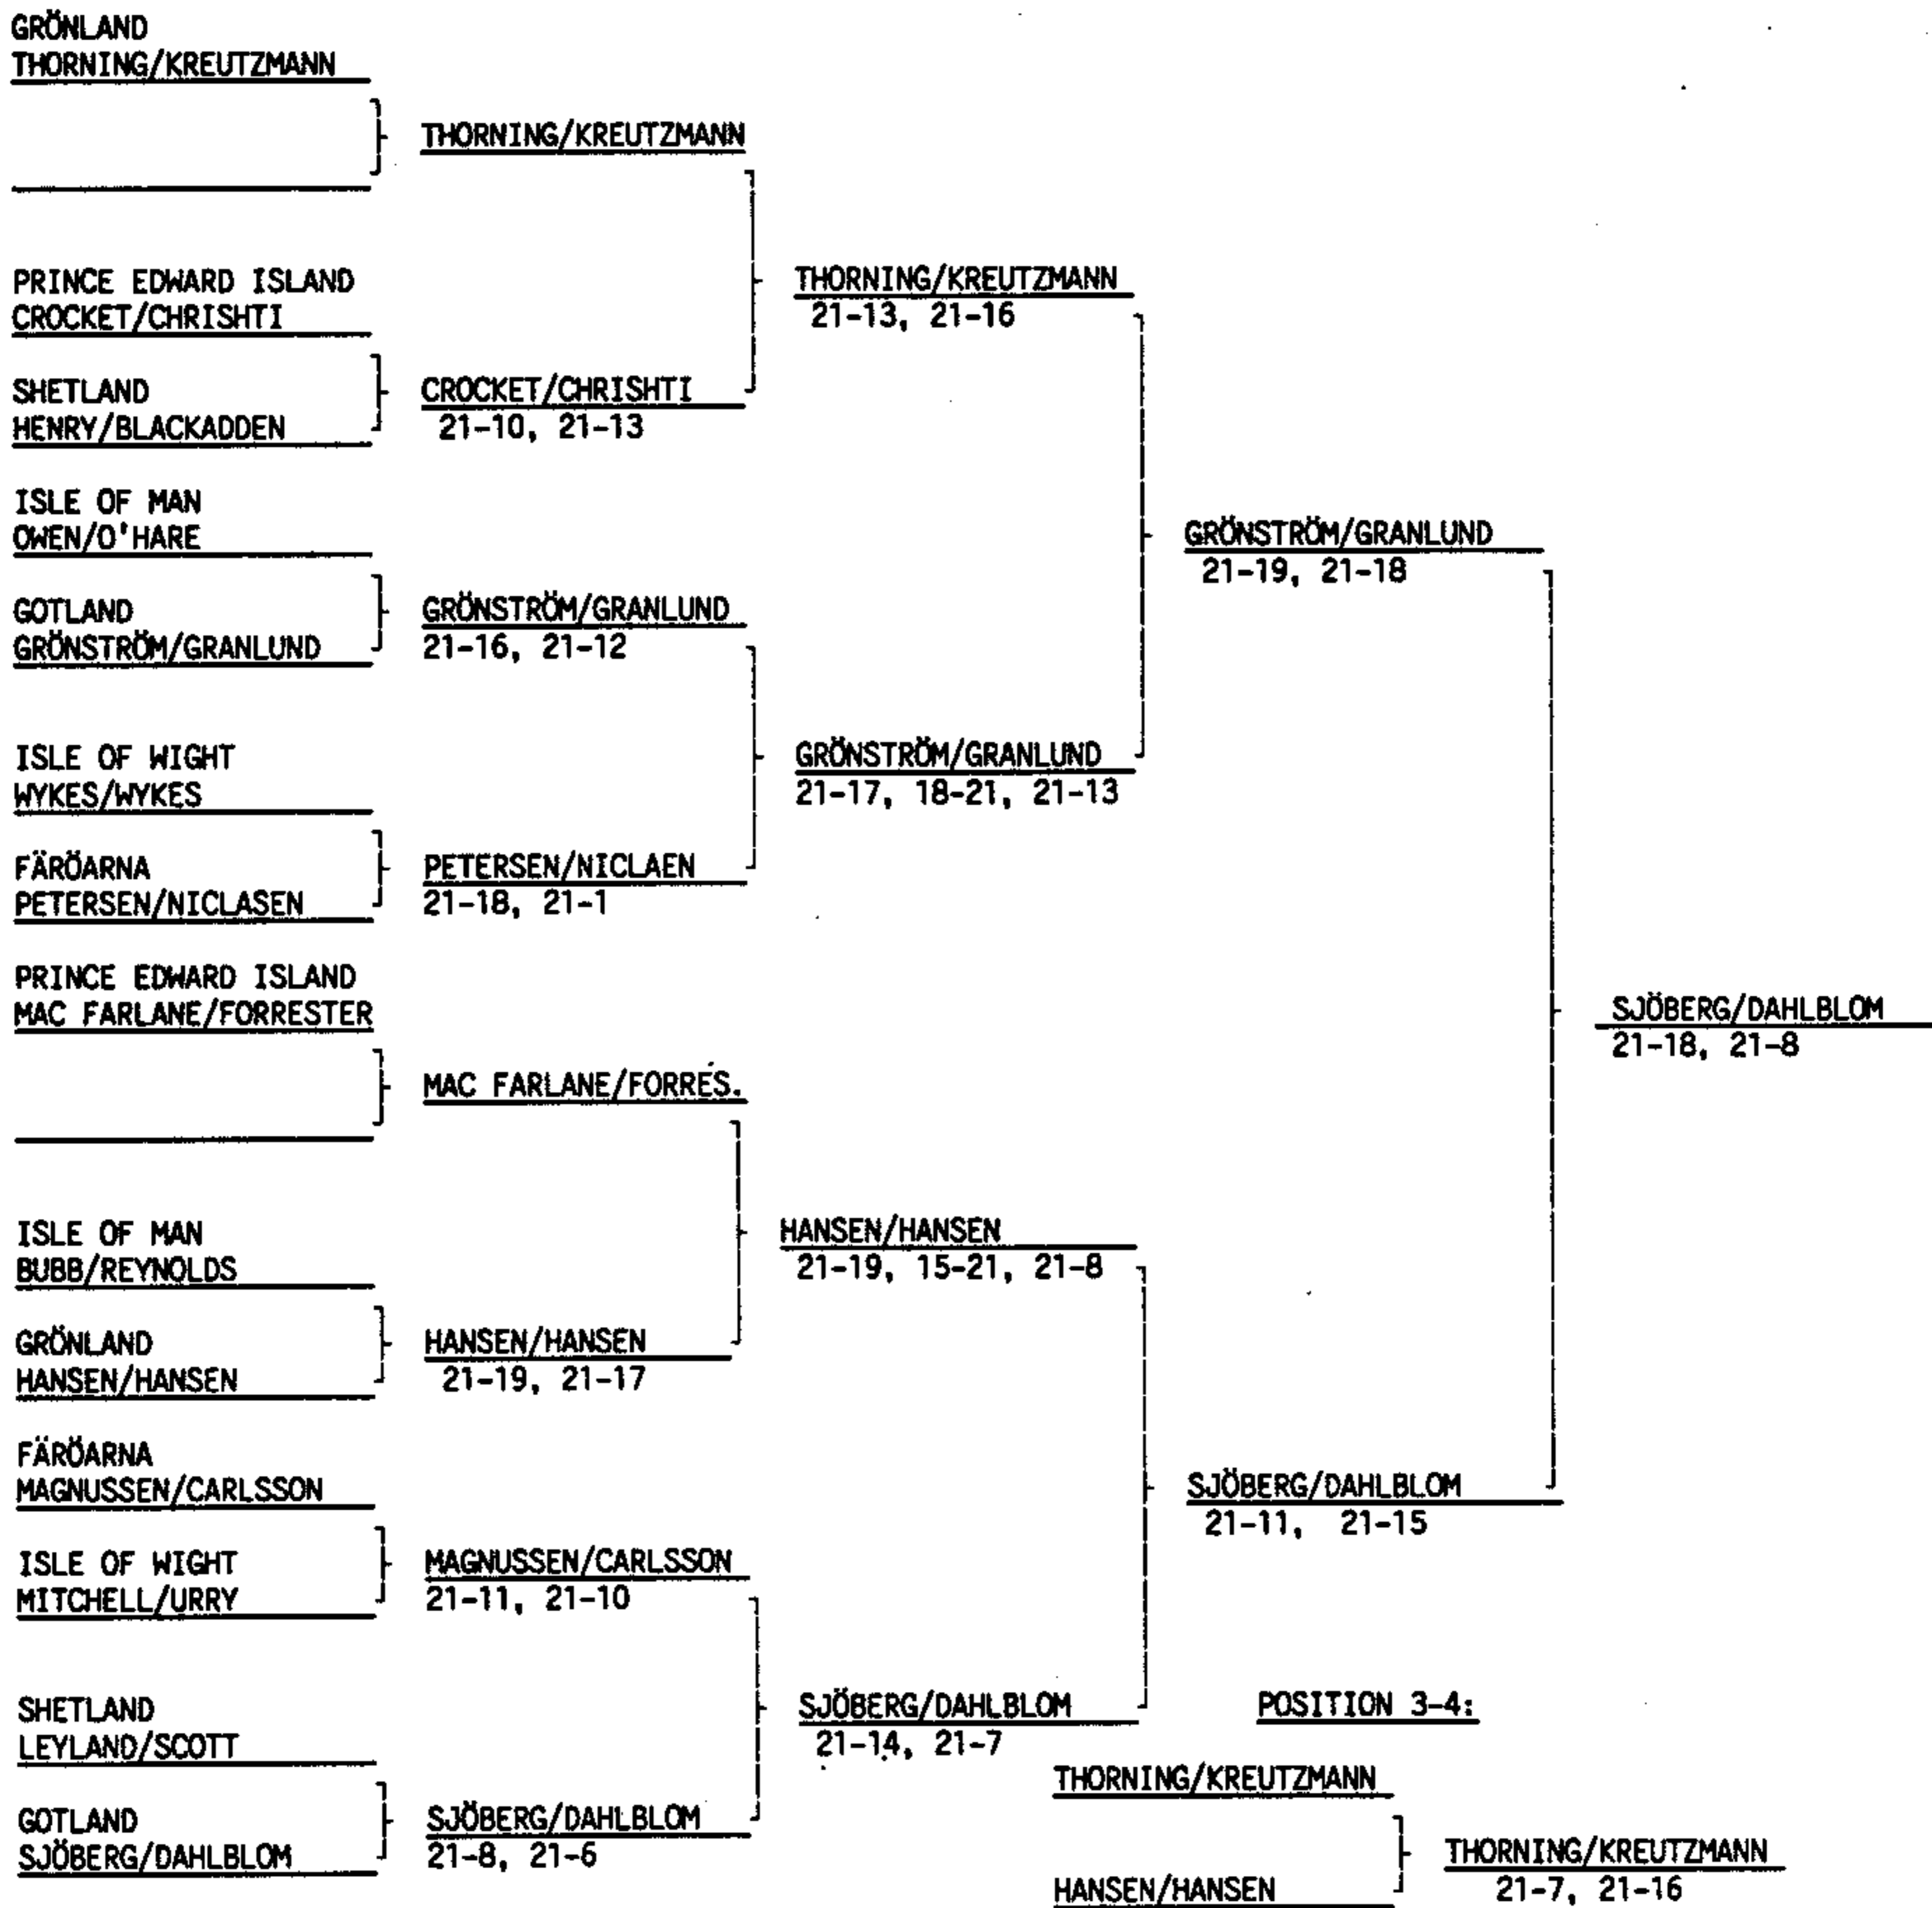 GRÖNLAND
THORNING/KREUTZMANN
THORNING/KREUTZMANN
PRINCE EDWARD ISLAND
CROCKET/CHRISHTI
THORNING/KREUTZMANN
21-13, 21-16
SHETLAND
HENRY/BLACKADDEN
CROCKET/CHRISHTI
21-10, 21-13
ISLE OF MAN
OWEN/O'HARE
GRÖNSTRÖM/GRANLUND
21-19, 21-18
GOTLAND
GRÖNSTRÖM/GRANLUND
GRÖNSTRÖM/GRANLUND
21-16, 21-12
ISLE OF WIGHT
WYKES/WYKES
GRÖNSTRÖM/GRANLUND
21-17, 18-21, 21-13
FÄRÖARNA
PETERSEN/NICLASEN
PETERSEN/NICLAEN
21-18, 21-1
PRINCE EDWARD ISLAND
MAC FARLANE/FORRESTER
SJÖBERG/DAHLBLOM
21-18, 21-8
MAC FARLANE/FORRES.
ISLE OF MAN
BUBB/REYNOLDS
HANSEN/HANSEN
21-19, 15-21, 21-8
GRÖNLAND
HANSEN/HANSEN
HANSEN/HANSEN
21-19, 21-17
FÄRÖARNA
MAGNUSSEN/CARLSSON
SJÖBERG/DAHLBLOM
21-11, 21-15
ISLE OF WIGHT
MITCHELL/URRY
MAGNUSSEN/CARLSSON
21-11, 21-10
SHETLAND
LEYLAND/SCOTT
SJÖBERG/DAHLBLOM
21-14, 21-7
GOTLAND
SJÖBERG/DAHLBLOM
SJÖBERG/DAHLBLOM
21-8, 21-6
POSITION 3-4:
THORNING/KREUTZMANN
HANSEN/HANSEN
THORNING/KREUTZMANN
21-7, 21-16